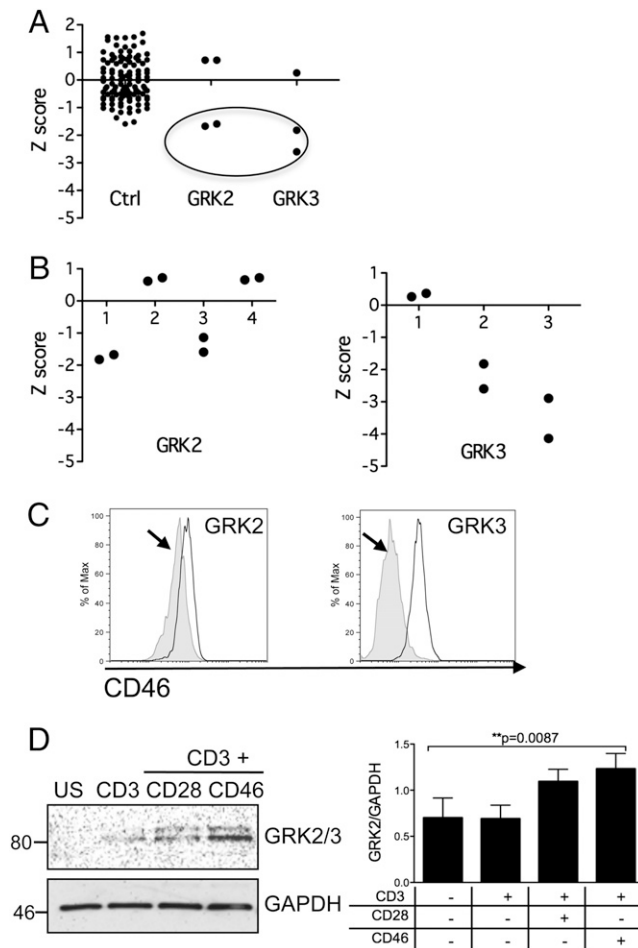 A
Z score
2
1
0
-1
-2
-3
-4
-5
Ctrl GRK2 GRK3
B
Z score
1
0
-1
-2
-3
-4
-5
1 2 3 4
GRK2
Z score
1
0
-1
-2
-3
-4
-5
1 2 3
GRK3
C
% of Max
100
80
60
40
20
0
GRK2
% of Max
100
80
60
40
20
0
GRK3
CD46
D
CD3 +
US CD3 CD28 CD46
80
GRK2/3
46
GAPDH
**p=0.0087
GRK2/GAPDH
1.5
1.0
0.5
0.0
CD3 - + + +
CD28 - - + -
CD46 - - - +